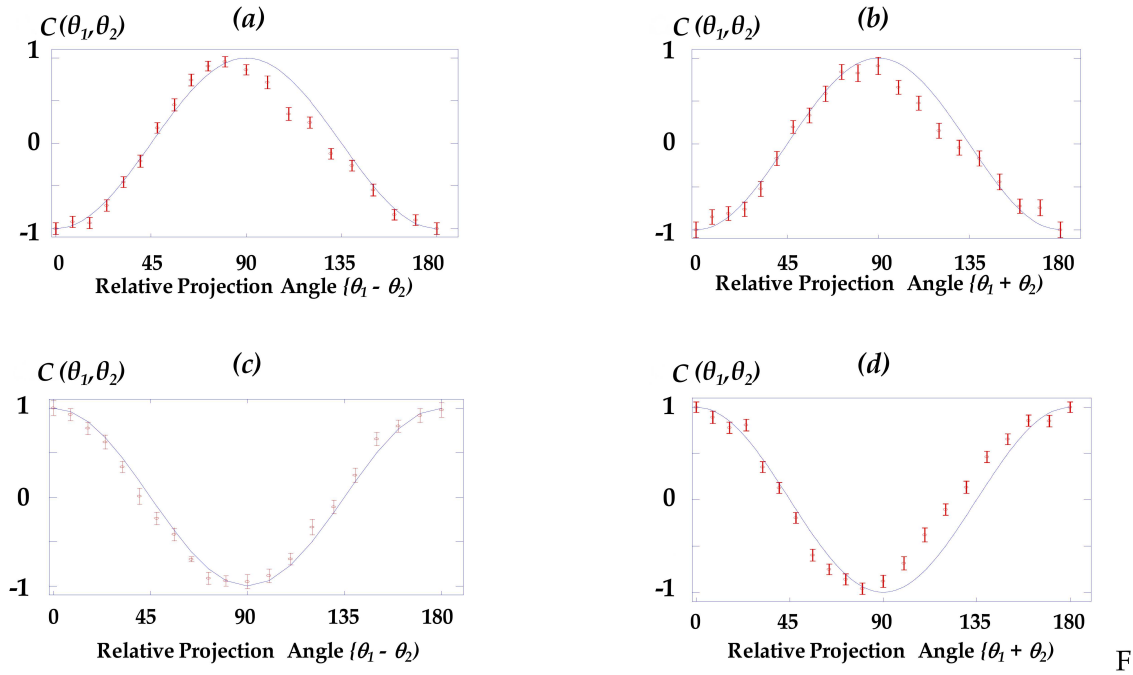 C (θ1,θ2) (a)
1
0
-1
0 45 90 135 180
Relative Projection Angle {θ1 - θ2)
C (θ1,θ2) (b)
1
0
-1
0 45 90 135 180
Relative Projection Angle {θ1 + θ2)
C (θ1,θ2) (c)
1
0
-1
0 45 90 135 180
Relative Projection Angle {θ1 - θ2)
C (θ1,θ2) (d)
1
0
-1
0 45 90 135 180
Relative Projection Angle {θ1 + θ2)
F